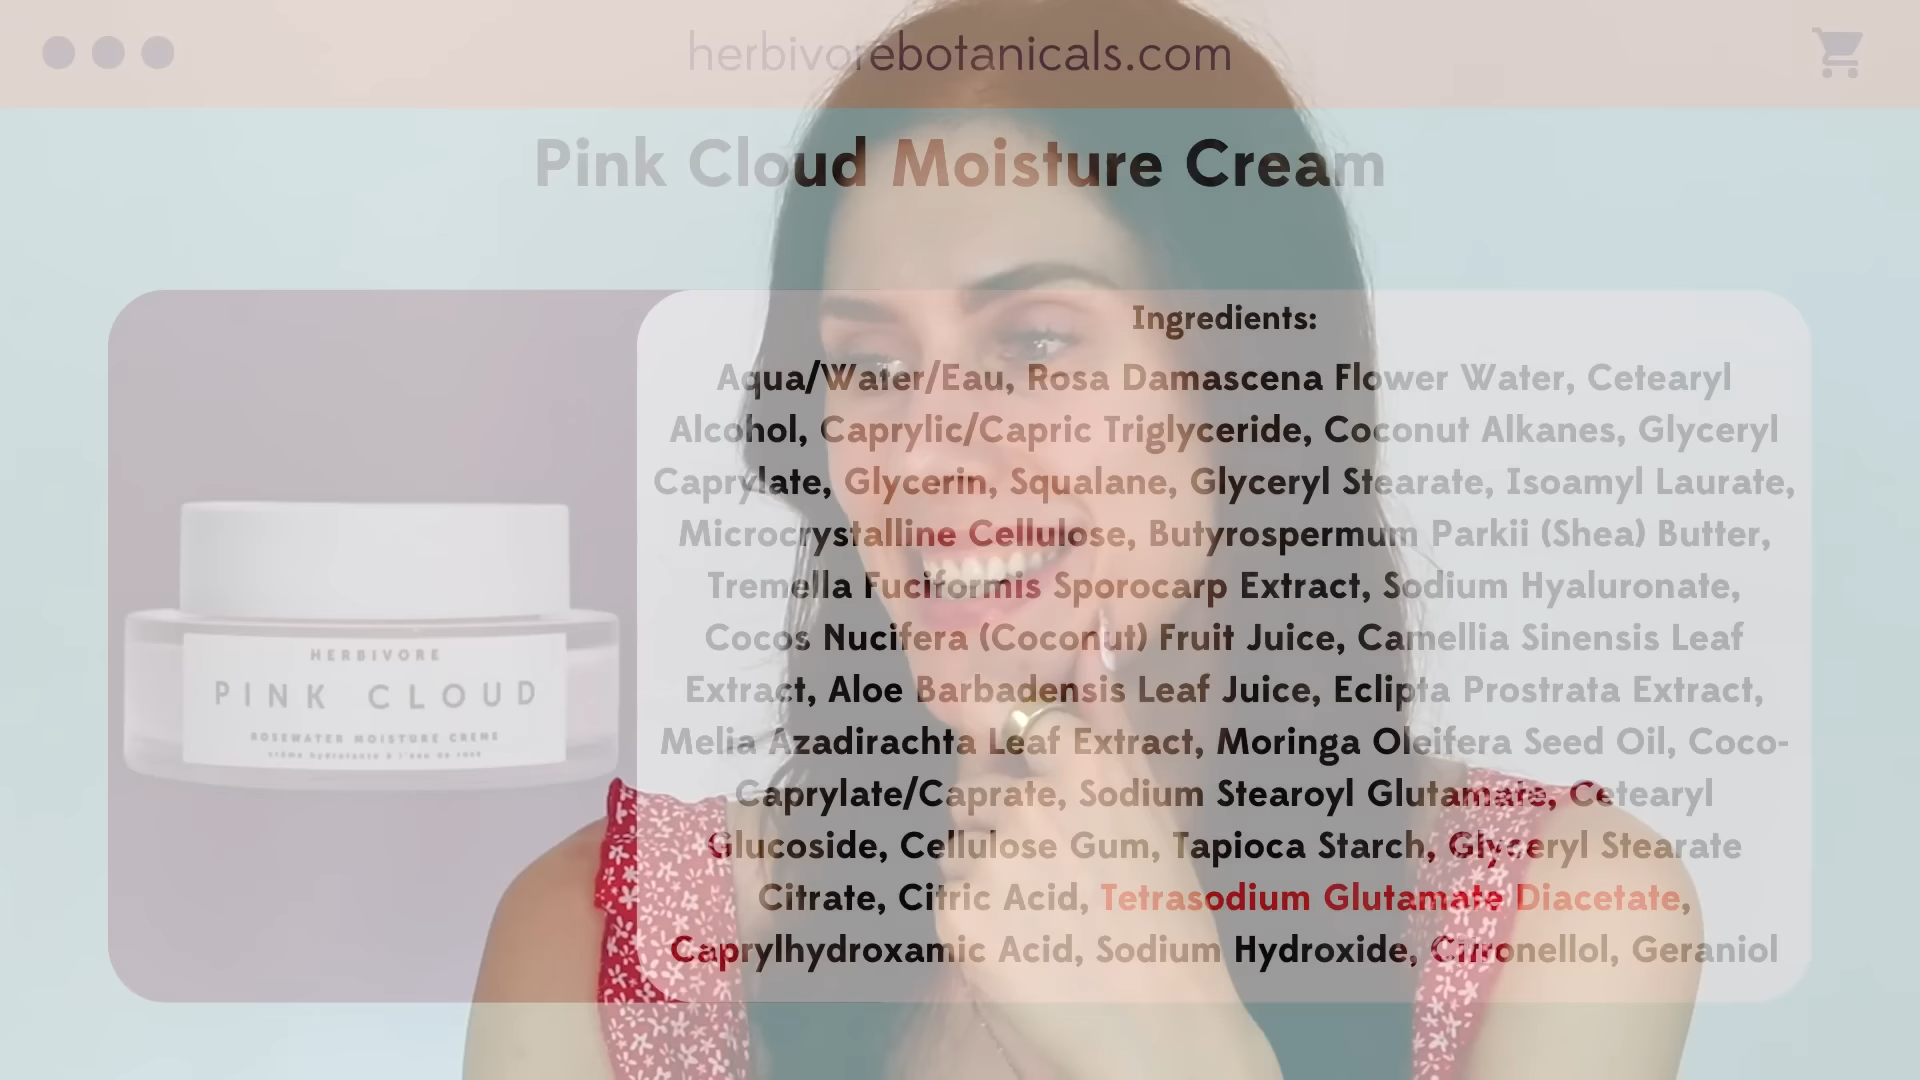 herbivorebotanicals.com
Pink Cloud Moisture Cream
Ingredients:
Aqua/Water/Eau, Rosa Damascena Flower Water, Cetearyl
Alcohol, Caprylic/Capric Triglyceride, Coconut Alkanes, Glyceryl
Caprylate, Glycerin, Squalane, Glyceryl Stearate, Isoamyl Laurate,
Microcrystalline Cellulose, Butyrospermum Parkii (Shea) Butter,
Tremella Fuciformis Sporocarp Extract, Sodium Hyaluronate,
Cocos Nucifera (Coconut) Fruit Juice, Camellia Sinensis Leaf
Extract, Aloe Barbadensis Leaf Juice, Eclipta Prostrata Extract,
Melia Azadirachta Leaf Extract, Moringa Oleifera Seed Oil, Coco-
Caprylate/Caprate, Sodium Stearoyl Glutamate, Cetearyl
Glucoside, Cellulose Gum, Tapioca Starch, Glyceryl Stearate
Citrate, Citric Acid, Tetrasodium Glutamate Diacetate,
Caprylhydroxamic Acid, Sodium Hydroxide, Citronellol, Geraniol
HERBIVORE
PINK CLOUD
ROSEWATER MOISTURE CREME
crème hydratante à l'eau de rose